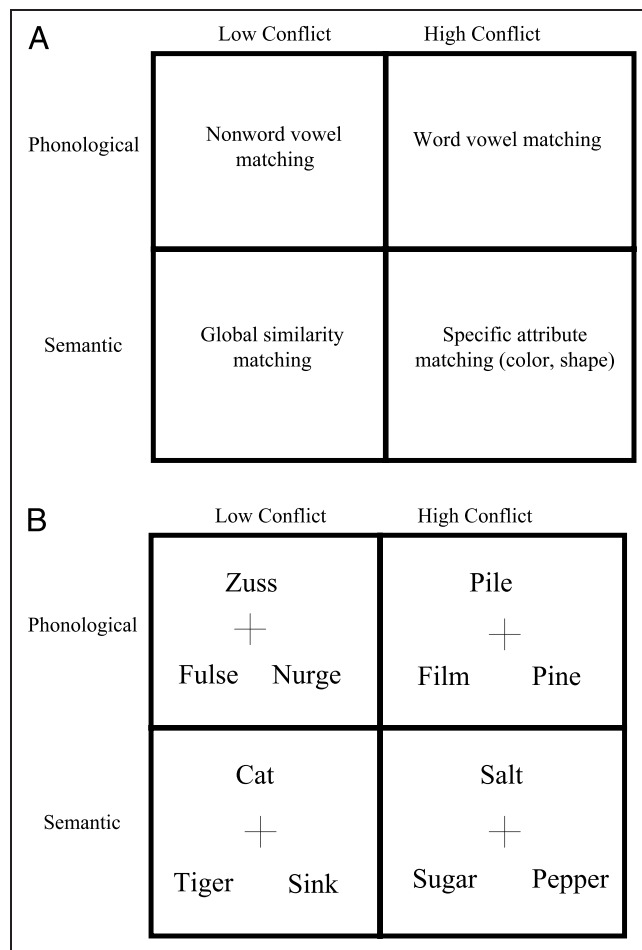 A
Low Conflict High Conflict
Phonological
Nonword vowel
matching
Word vowel matching
Semantic
Global similarity
matching
Specific attribute
matching (color, shape)
B
Low Conflict High Conflict
Phonological
Zuss
Fulse Nurge
Pile
Film Pine
Semantic
Cat
Tiger Sink
Salt
Sugar Pepper